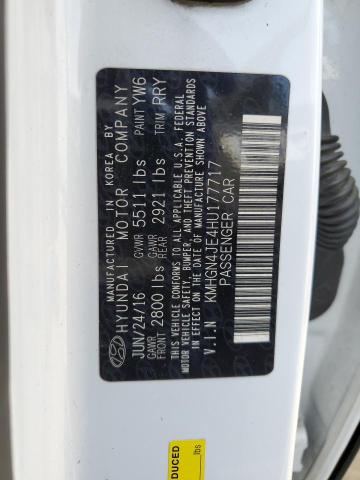 MANUFACTURED IN KOREA BY
HYUNDAI MOTOR COMPANY
JUN/24/16 GVWR 5511 lbs PAINT YW6
GAWR FRONT 2800 lbs GAWR REAR 2921 lbs TRIM RRY
THIS VEHICLE CONFORMS TO ALL APPLICABLE U.S.A. FEDERAL
MOTOR VEHICLE SAFETY, BUMPER, AND THEFT PREVENTION STANDARDS
IN EFFECT ON THE DATE OF MANUFACTURE SHOWN ABOVE.
V.I.N KMHGN4JE4HU177717
PASSENGER CAR
DUCED
lbs